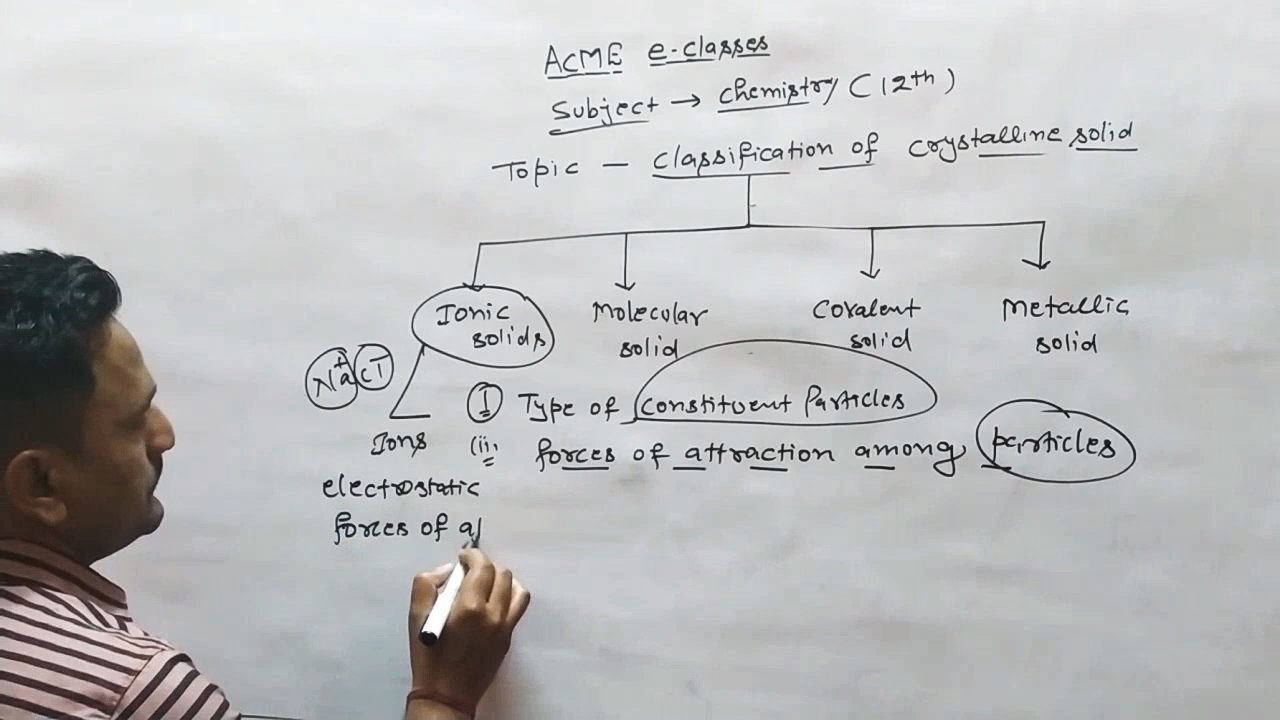 ACME e-classes
Subject → chemistry (12th)
Topic – classification of crystalline solid
Ionic solids
Molecular solid
Covalent solid
Metallic solid
Na+ Cl-
Ions
(I) Type of constituent Particles
(ii) forces of attraction among particles
electrostatic
forces of